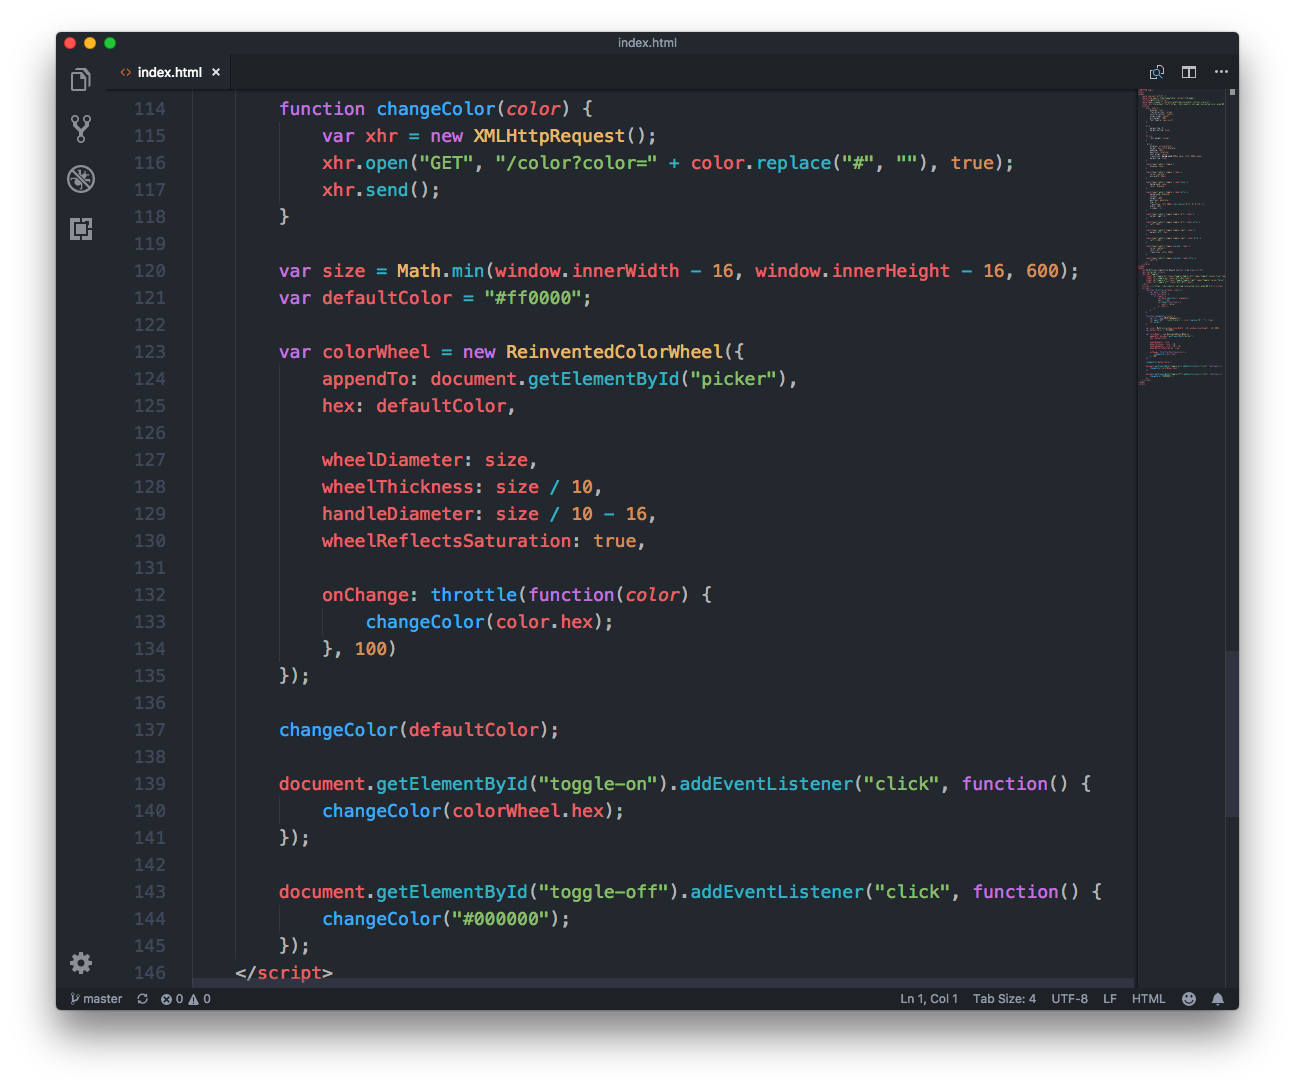 index.html
<> index.html ×
114 function changeColor(color) {
115 var xhr = new XMLHttpRequest();
116 xhr.open("GET", "/color?color=" + color.replace("#", ""), true);
117 xhr.send();
118 }
119
120 var size = Math.min(window.innerWidth - 16, window.innerHeight - 16, 600);
121 var defaultColor = "#ff0000";
122
123 var colorWheel = new ReinventedColorWheel({
124 appendTo: document.getElementById("picker"),
125 hex: defaultColor,
126
127 wheelDiameter: size,
128 wheelThickness: size / 10,
129 handleDiameter: size / 10 - 16,
130 wheelReflectsSaturation: true,
131
132 onChange: throttle(function(color) {
133 changeColor(color.hex);
134 }, 100)
135 });
136
137 changeColor(defaultColor);
138
139 document.getElementById("toggle-on").addEventListener("click", function() {
140 changeColor(colorWheel.hex);
141 });
142
143 document.getElementById("toggle-off").addEventListener("click", function() {
144 changeColor("#000000");
145 });
146 </script>
master 0 0 Ln 1, Col 1 Tab Size: 4 UTF-8 LF HTML